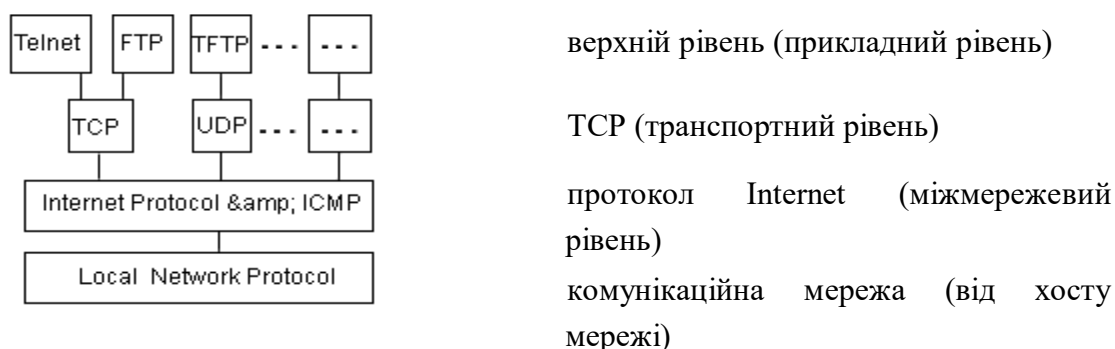 Telnet FTP TFTP - - - - - -
верхній рівень (прикладний рівень)
TCP UDP - - - - - -
TCP (транспортний рівень)
Internet Protocol &amp; ICMP
протокол Internet (міжмережевий
рівень)
Local Network Protocol
комунікаційна мережа (від хосту
мережі)